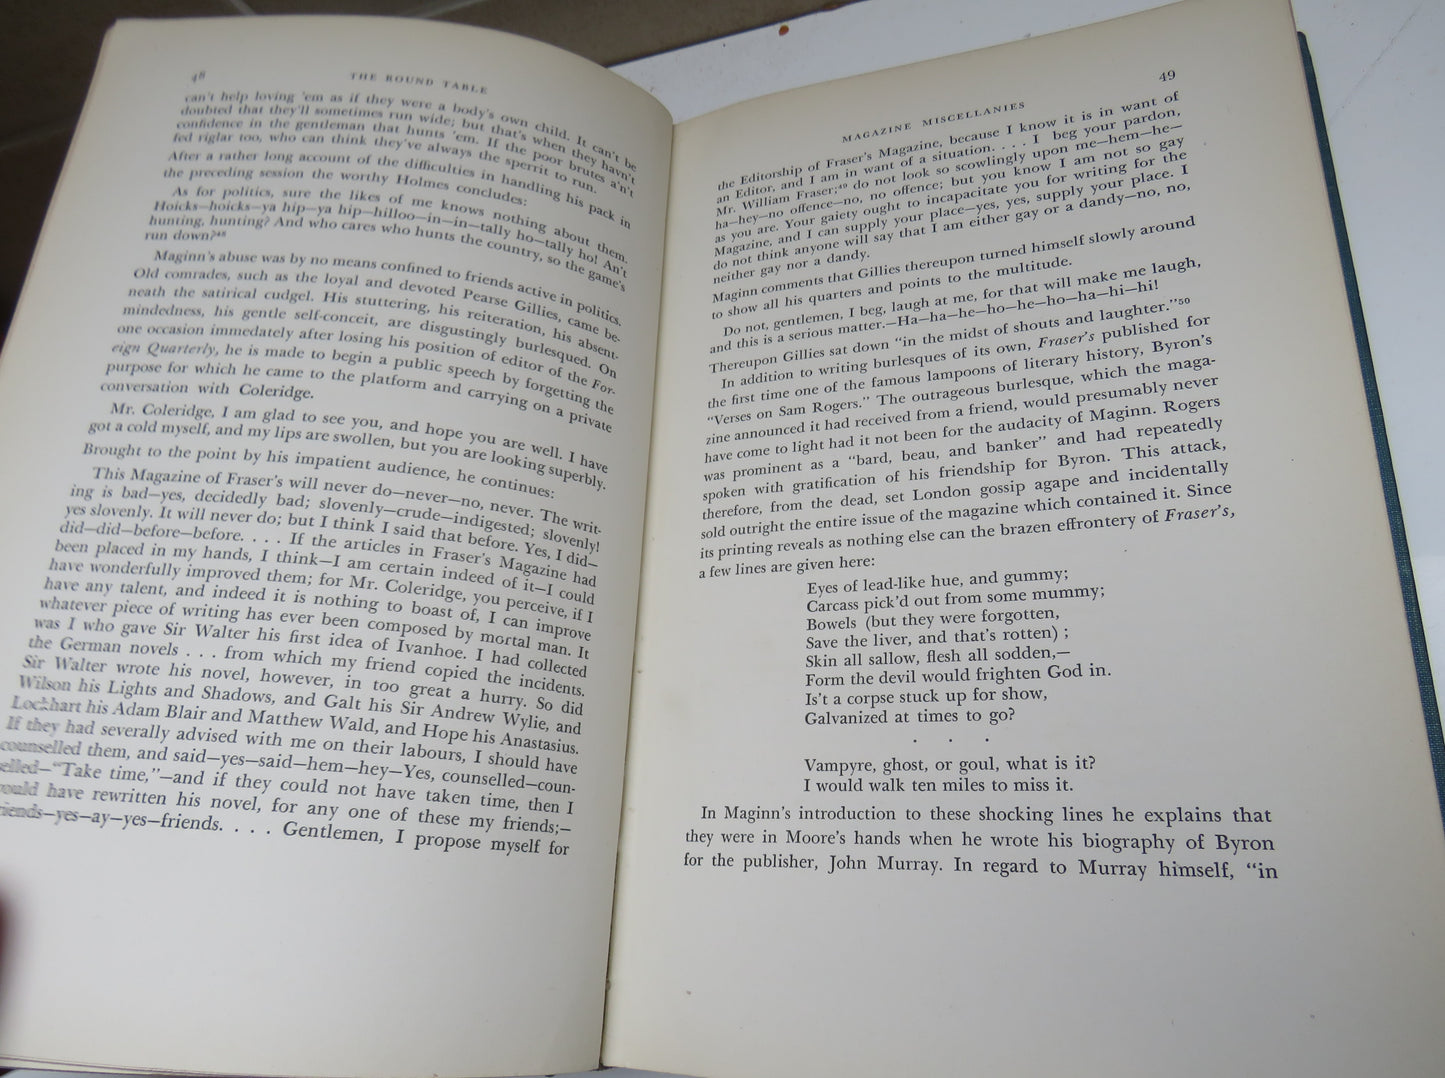 48
THE ROUND TABLE
can't help loving 'em as if they were a body's own child. It can't be
doubted that they'll sometimes run wide; but that's when they havn't
confidence in the gentleman that hunts 'em. If the poor brutes a'n't
fed riglar too, who can think they've always the sperrit to run.
After a rather long account of the difficulties in handling his pack in
the preceding session the worthy Holmes concludes:
As for politics, sure the likes of me knows nothing about them.
Hoicks—hoicks—ya hip—ya hip—hilloo—in—in—tally ho—tally ho! An't
hunting, hunting? And who cares who hunts the country, so the game's
run down?48
Maginn's abuse was by no means confined to friends active in politics.
Old comrades, such as the loyal and devoted Pearse Gillies, came be-
neath the satirical cudgel. His stuttering, his reiteration, his absent-
mindedness, his gentle self-conceit, are disgustingly burlesqued. On
one occasion immediately after losing his position of editor of the For-
eign Quarterly, he is made to begin a public speech by forgetting the
purpose for which he came to the platform and carrying on a private
conversation with Coleridge.
Mr. Coleridge, I am glad to see you, and hope you are well. I have
got a cold myself, and my lips are swollen, but you are looking superbly.
Brought to the point by his impatient audience, he continues:
This Magazine of Fraser's will never do—never—no, never. The writ-
ing is bad—yes, decidedly bad; slovenly—crude—indigested; slovenly!
yes slovenly. It will never do; but I think I said that before. Yes, I did—
did—did—before—before. . . . If the articles in Fraser's Magazine had
been placed in my hands, I think—I am certain indeed of it—I could
have wonderfully improved them; for Mr. Coleridge, you perceive, if I
have any talent, and indeed it is nothing to boast of, I can improve
whatever piece of writing has ever been composed by mortal man. It
was I who gave Sir Walter his first idea of Ivanhoe. I had collected
the German novels . . . from which my friend copied the incidents.
Sir Walter wrote his novel, however, in too great a hurry. So did
Wilson his Lights and Shadows, and Galt his Sir Andrew Wylie, and
Lockhart his Adam Blair and Matthew Wald, and Hope his Anastasius.
If they had severally advised with me on their labours, I should have
counselled them, and said—yes—said—hem—hey—Yes, counselled—coun-
selled—"Take time,"—and if they could not have taken time, then I
would have rewritten his novel, for any one of these my friends;—
friends—yes—ay—yes—friends. . . . Gentlemen, I propose myself for
49
MAGAZINE MISCELLANIES
the Editorship of Fraser's Magazine, because I know it is in want of
an Editor, and I am in want of a situation. . . . I beg your pardon,
Mr. William Fraser;49 do not look so scowlingly upon me—hem—he—
ha—hey—no offence—no, no offence; but you know I am not so gay
as you are. Your gaiety ought to incapacitate you for writing for the
Magazine, and I can supply your place—yes, yes, supply your place. I
do not think anyone will say that I am either gay or a dandy—no, no,
neither gay nor a dandy.
Maginn comments that Gillies thereupon turned himself slowly around
to show all his quarters and points to the multitude.
Do not, gentlemen, I beg, laugh at me, for that will make me laugh,
and this is a serious matter.—Ha—ha—he—ho—he—ho—ha—hi—hi!
Thereupon Gillies sat down "in the midst of shouts and laughter."50
In addition to writing burlesques of its own, Fraser's published for
the first time one of the famous lampoons of literary history, Byron's
"Verses on Sam Rogers." The outrageous burlesque, which the maga-
zine announced it had received from a friend, would presumably never
have come to light had it not been for the audacity of Maginn. Rogers
was prominent as a "bard, beau, and banker" and had repeatedly
spoken with gratification of his friendship for Byron. This attack,
therefore, from the dead, set London gossip agape and incidentally
sold outright the entire issue of the magazine which contained it. Since
its printing reveals as nothing else can the brazen effrontery of Fraser's,
a few lines are given here:
Eyes of lead-like hue, and gummy;
Carcass pick'd out from some mummy;
Bowels (but they were forgotten,
Save the liver, and that's rotten) ;
Skin all sallow, flesh all sodden,—
Form the devil would frighten God in.
Is't a corpse stuck up for show,
Galvanized at times to go?
. . .
Vampyre, ghost, or goul, what is it?
I would walk ten miles to miss it.
In Maginn's introduction to these shocking lines he explains that
they were in Moore's hands when he wrote his biography of Byron
for the publisher, John Murray. In regard to Murray himself, "in